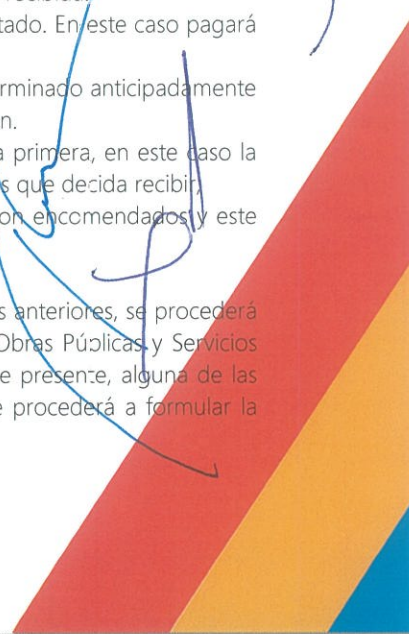 tado. En este caso pagará
rminado anticipadamente
n.
a primera, en este caso la
s que decida recibir,
on encomendados y este
s anteriores, se procederá
Obras Públicas y Servicios
e presente, alguna de las
e procederá a formular la